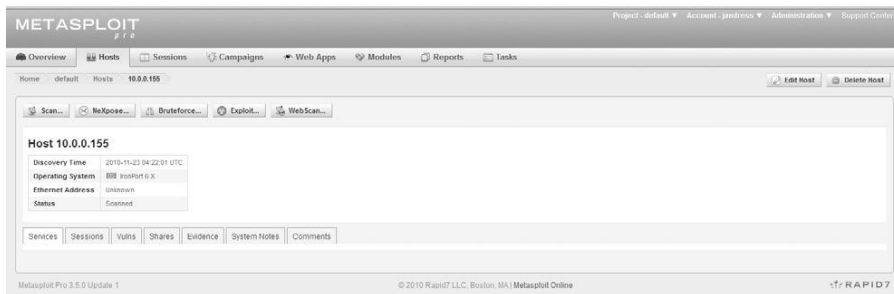 METASPLOIT
pro
Project - default ▼ Account - jandress ▼ Administration ▼ Support Center
Overview Hosts Sessions Campaigns Web Apps Modules Reports Tasks
Home default Hosts 10.0.0.155
Edit Host Delete Host
Scan... NeXpose... Bruteforce... Exploit... WebScan...
Host 10.0.0.155
Discovery Time 2010-11-23 04:22:01 UTC
Operating System IronPort 6.X
Ethernet Address Unknown
Status Scanned
Services Sessions Vulns Shares Evidence System Notes Comments
Metasploit Pro 3.5.0 Update 1
© 2010 Rapid7 LLC, Boston, MA | Metasploit Online
RAPID7